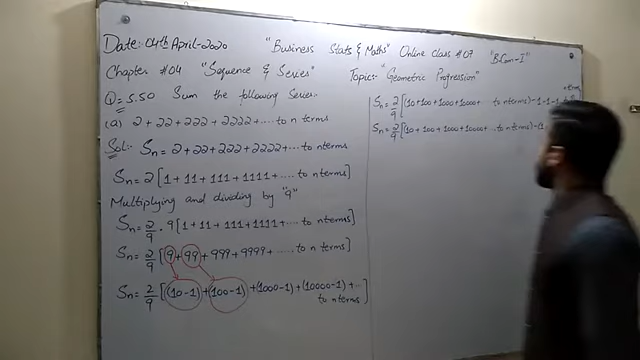 Date:- 04th April-2020 "Business Stats & Maths" Online Class #07 "B.Com-I"
Chapter #04 "Sequence & Series" Topic:- "Geometric Progression"
Q=5.50 Sum the following Series:-
(a) 2+22+222+2222+.... to n terms
Sol:- Sn = 2+22+222+2222+.... to n terms
Sn = 2[1+11+111+1111+.... to n terms]
Multiplying and dividing by "9"
Sn = 2/9 . 9[1+11+111+1111+.... to n terms]
Sn = 2/9 [9+99+999+9999+..... to n terms]
Sn = 2/9 [(10-1)+(100-1)+(1000-1)+(10000-1)+...
to n terms]
Sn = 2/9 [(10+100+1000+10000+ ... to n terms)-1-1-1
Sn = 2/9 [(10+100+1000+10000+ ... to n terms)-(1